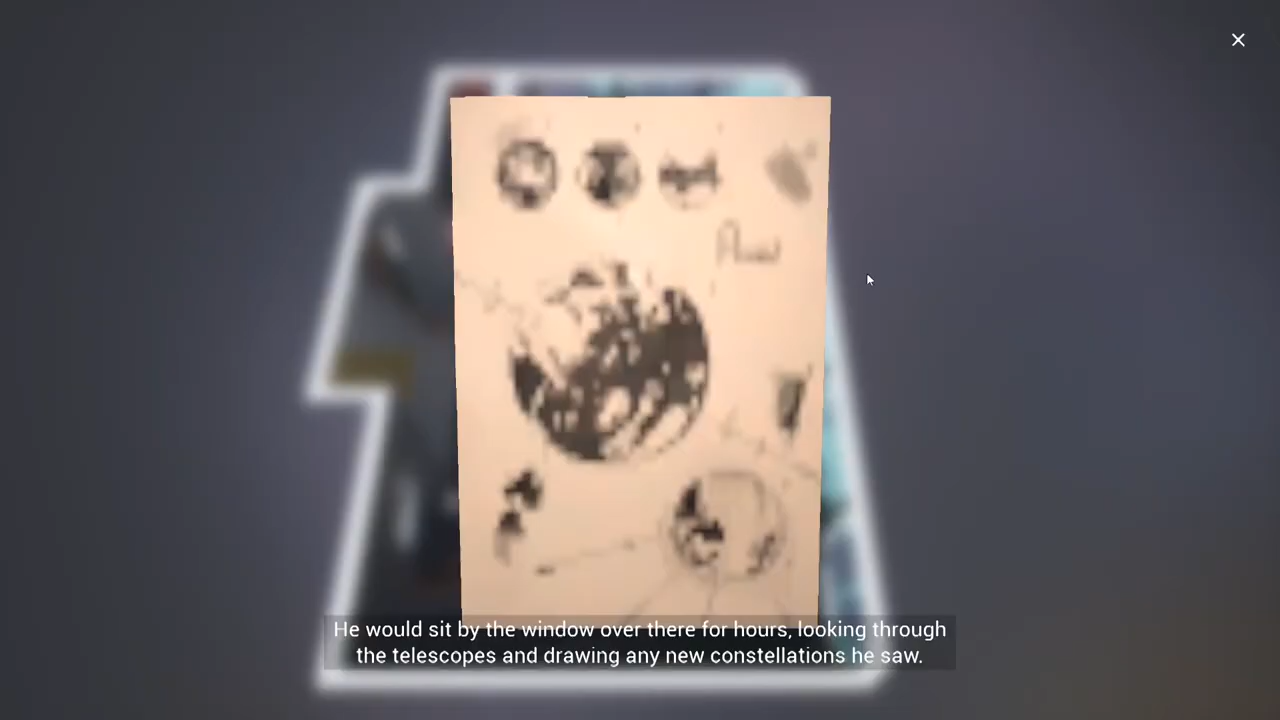 He would sit by the window over there for hours, looking through
the telescopes and drawing any new constellations he saw.